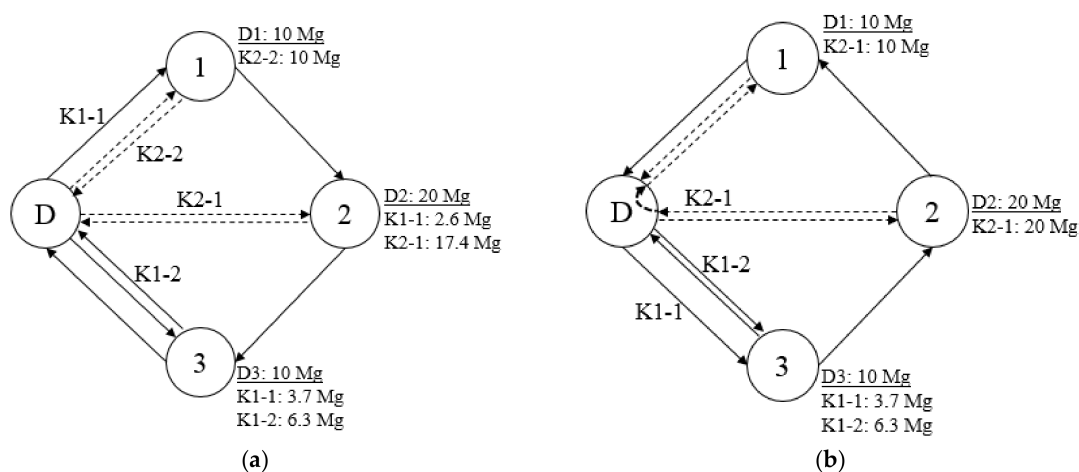 D1: 10 Mg
K2-2: 10 Mg
1
K1-1
K2-2
D
K2-1
2
D2: 20 Mg
K1-1: 2.6 Mg
K2-1: 17.4 Mg
K1-2
3
D3: 10 Mg
K1-1: 3.7 Mg
K1-2: 6.3 Mg
(a)
D1: 10 Mg
K2-1: 10 Mg
1
D
K2-1
2
D2: 20 Mg
K2-1: 20 Mg
K1-2
K1-1
3
D3: 10 Mg
K1-1: 3.7 Mg
K1-2: 6.3 Mg
(b)